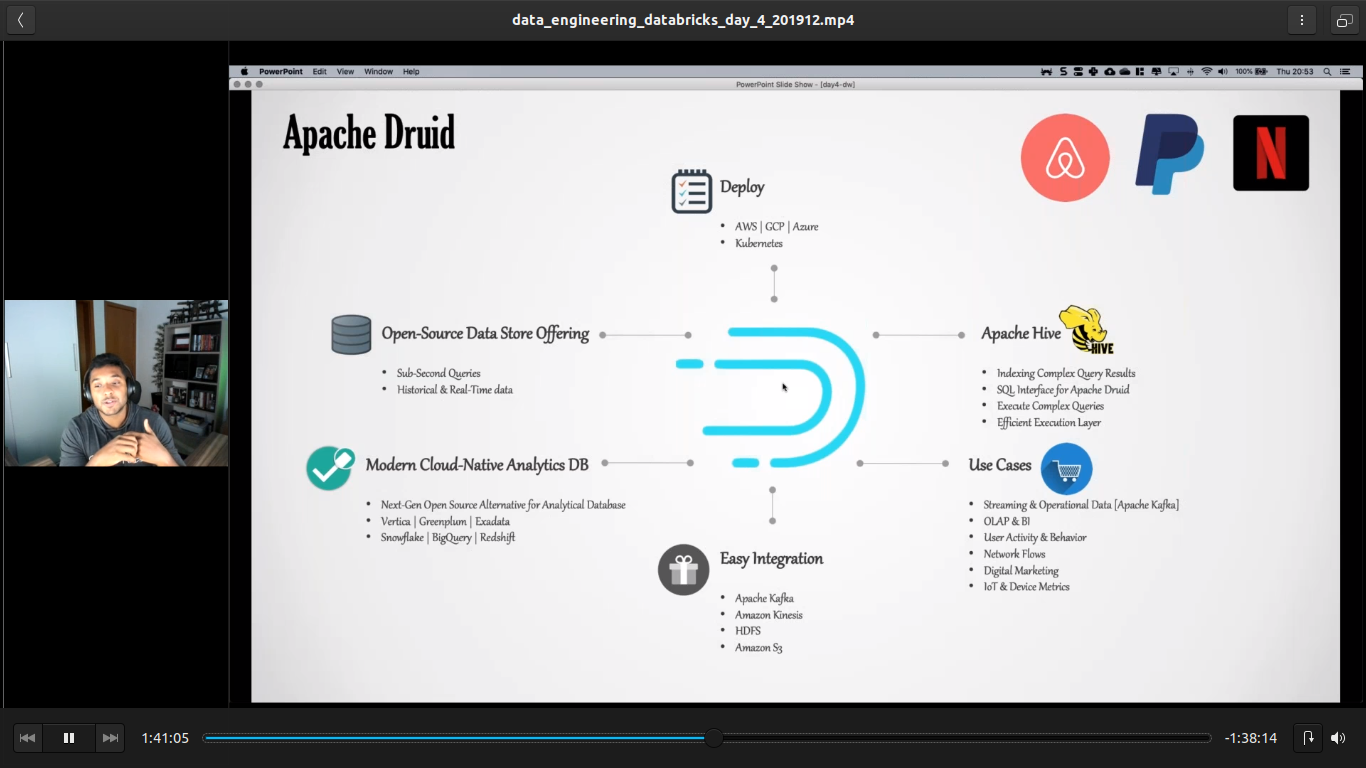 data_engineering_databricks_day_4_201912.mp4
PowerPoint Edit View Window Help
100% Thu 20:53
PowerPoint Slide Show - [day4-dw]
Apache Druid
N
Deploy
• AWS | GCP | Azure
• Kubernetes
Open-Source Data Store Offering
• Sub-Second Queries
• Historical & Real-Time data
Apache Hive
HIVE
• Indexing Complex Query Results
• SQL Interface for Apache Druid
• Execute Complex Queries
• Efficient Execution Layer
Modern Cloud-Native Analytics DB
• Next-Gen Open Source Alternative for Analytical Database
• Vertica | Greenplum | Exadata
• Snowflake | BigQuery | Redshift
Use Cases
• Streaming & Operational Data [Apache Kafka]
• OLAP & BI
• User Activity & Behavior
• Network Flows
• Digital Marketing
• IoT & Device Metrics
Easy Integration
• Apache Kafka
• Amazon Kinesis
• HDFS
• Amazon S3
1:41:05
-1:38:14